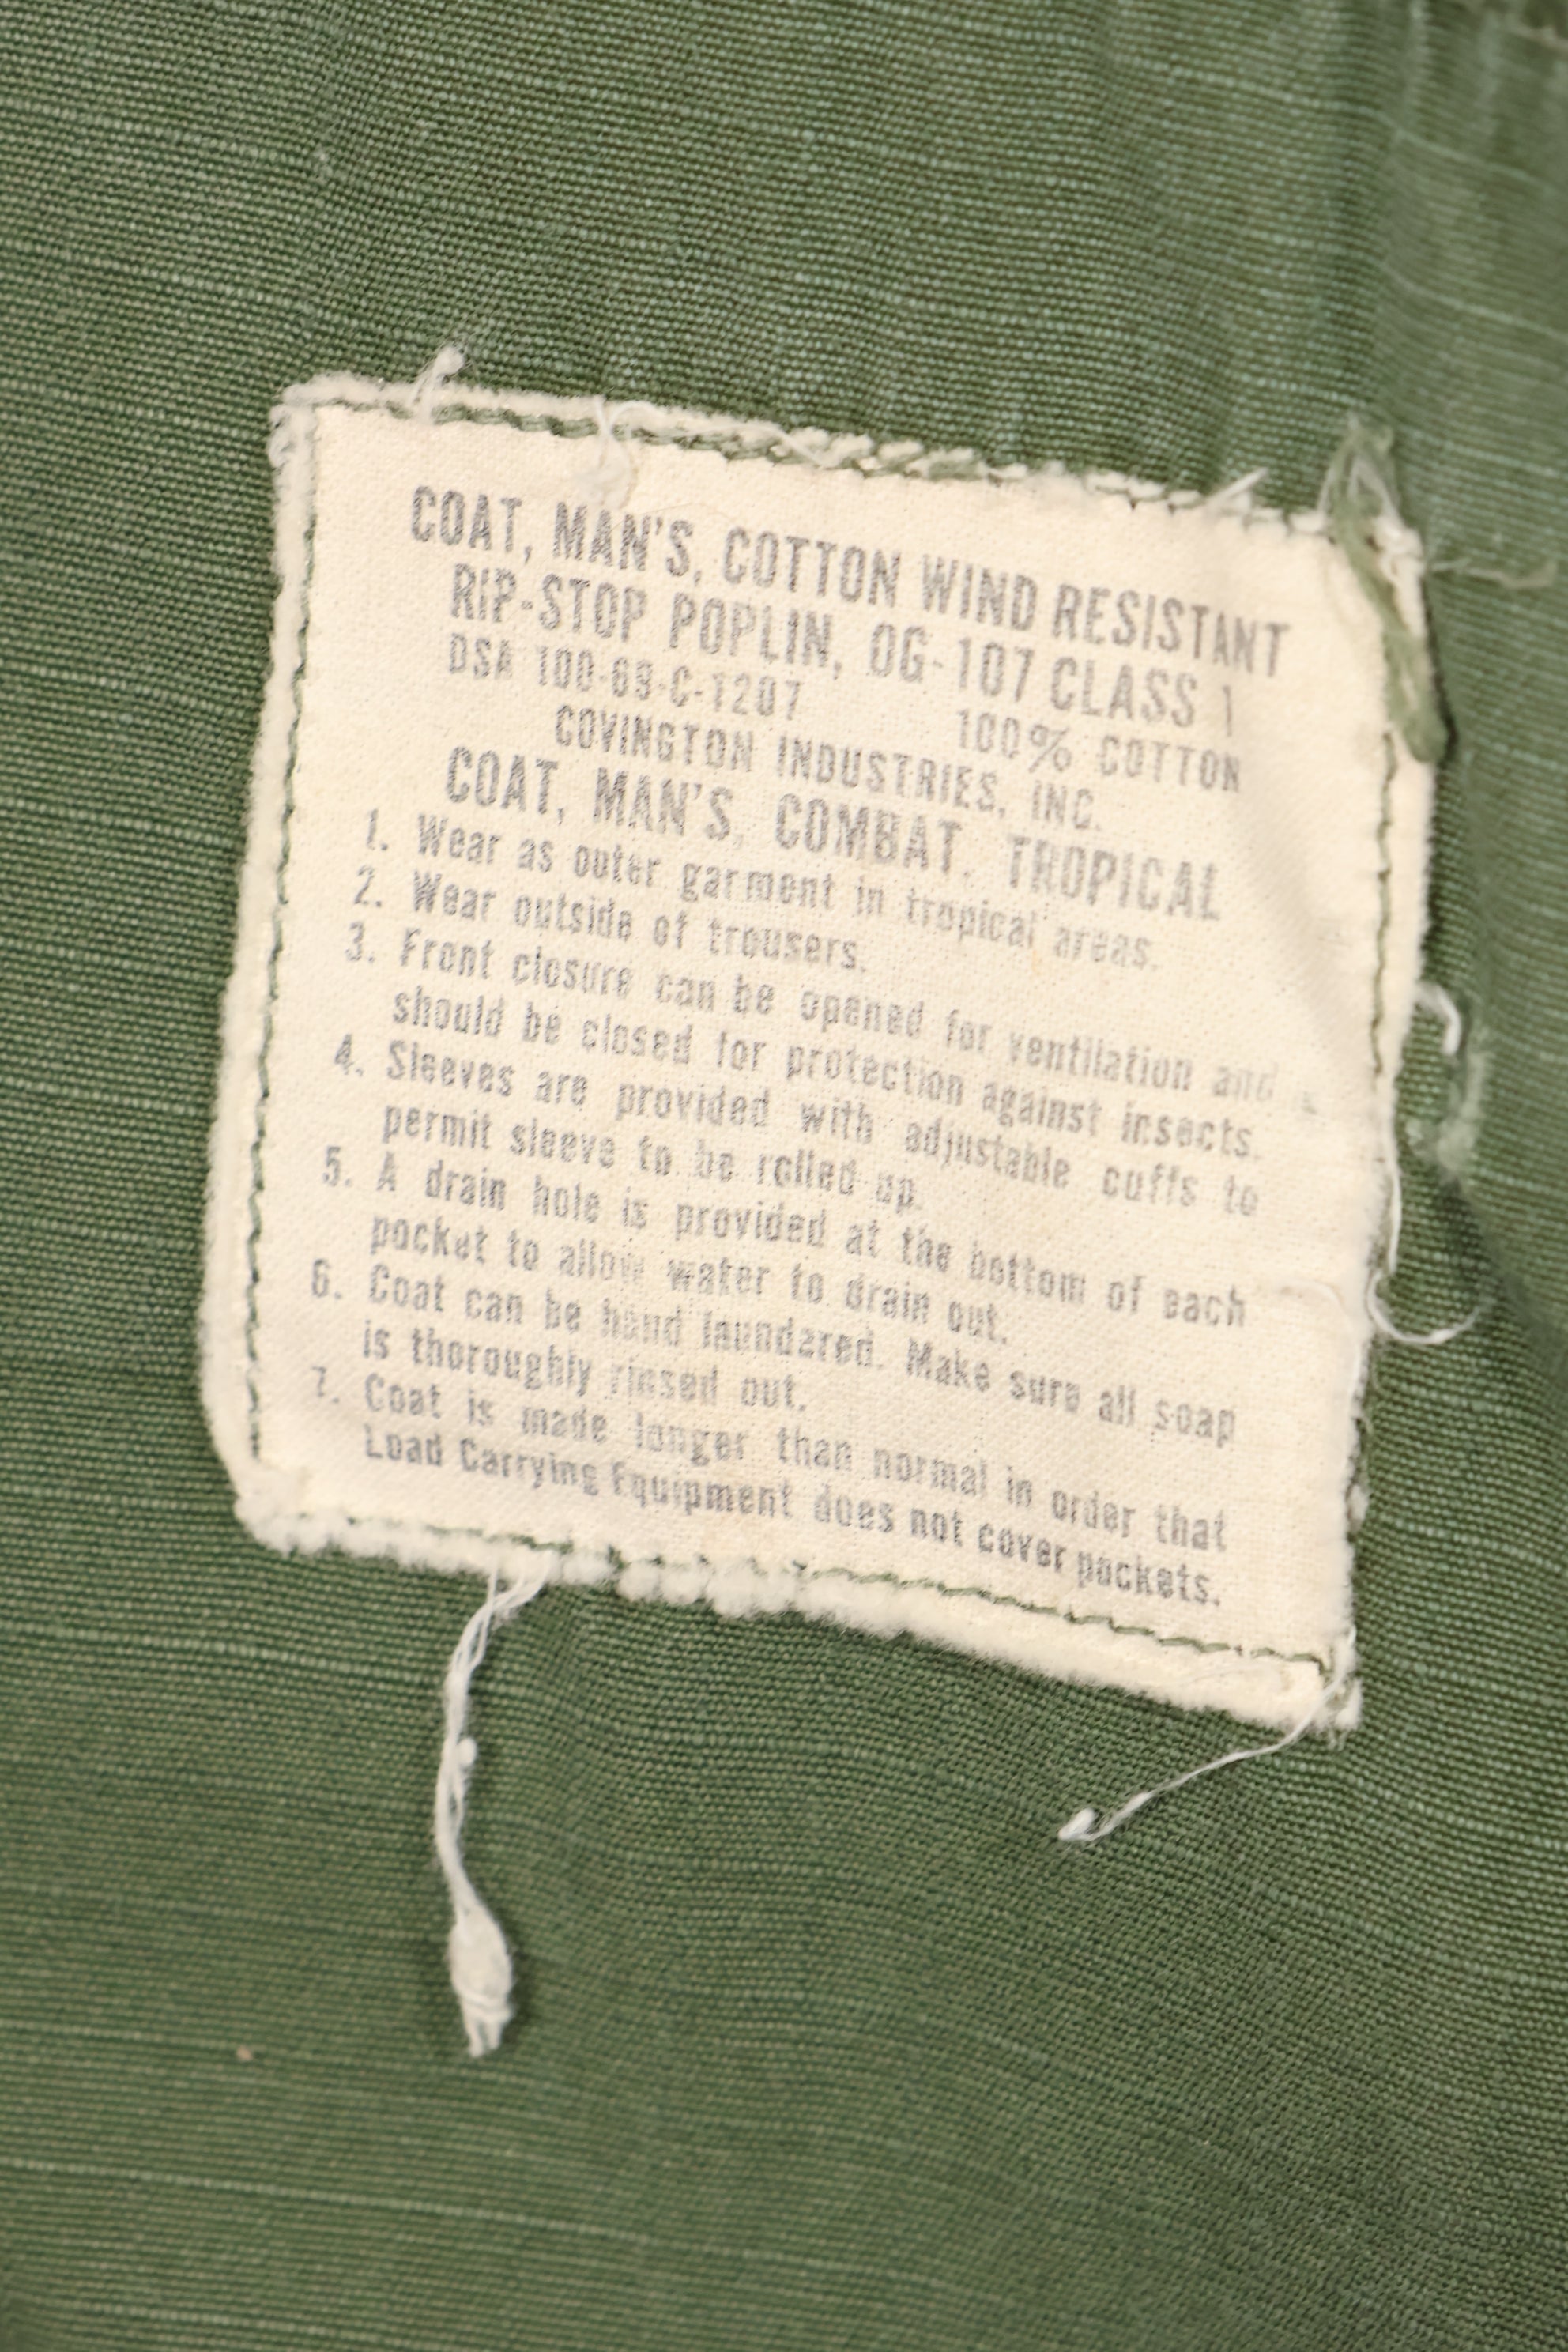 COAT, MAN'S, COTTON WIND RESISTANT
RIP-STOP POPLIN, OG-107 CLASS 1
DSA 100-69-C-1207 100% COTTON
COVINGTON INDUSTRIES, INC.
COAT, MAN'S, COMBAT, TROPICAL
1. Wear as outer garment in tropical areas.
2. Wear outside of trousers.
3. Front closure can be opened for ventilation and
should be closed for protection against insects.
4. Sleeves are provided with adjustable cuffs to
permit sleeve to be rolled up.
5. A drain hole is provided at the bottom of each
pocket to allow water to drain out.
6. Coat can be hand laundered. Make sure all soap
is thoroughly rinsed out.
7. Coat is made longer than normal in order that
Load Carrying Equipment does not cover pockets.